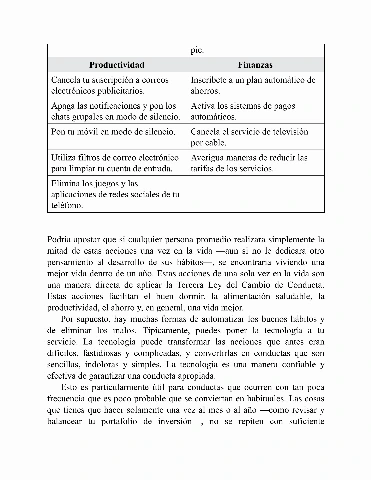 pie.
Productividad
Finanzas
Cancela tu suscripción a correos
electrónicos publicitarios.
Inscríbete a un plan automático de
ahorros.
Apaga las notificaciones y pon los
chats grupales en modo de silencio.
Activa los sistemas de pagos
automáticos.
Pon tu móvil en modo de silencio.
Cancela el servicio de televisión
por cable.
Utiliza filtros de correo electrónico
para limpiar tu cuenta de entrada.
Averigua maneras de reducir las
tarifas de los servicios.
Elimina los juegos y las
aplicaciones de redes sociales de tu
teléfono.
Podría apostar que si cualquier persona promedio realizara simplemente la
mitad de estas acciones una vez en la vida —aun si no le dedicara otro
pensamiento al desarrollo de sus hábitos—, se encontraría viviendo una
mejor vida dentro de un año. Estas acciones de una sola vez en la vida son
una manera directa de aplicar la Tercera Ley del Cambio de Conducta.
Estas acciones facilitan el buen dormir, la alimentación saludable, la
productividad, el ahorro y, en general, una vida mejor.
Por supuesto, hay muchas formas de automatizar los buenos hábitos y
de eliminar los malos. Típicamente, puedes poner la tecnología a tu
servicio. La tecnología puede transformar las acciones que antes eran
difíciles, fastidiosas y complicadas, y convertirlas en conductas que son
sencillas, indoloras y simples. La tecnología es una manera confiable y
efectiva de garantizar una conducta apropiada.
Esto es particularmente útil para conductas que ocurren con tan poca
frecuencia que es poco probable que se conviertan en habituales. Las cosas
que tienes que hacer solamente una vez al mes o al año —como revisar y
balancear tu portafolio de inversión—, no se repiten con suficiente